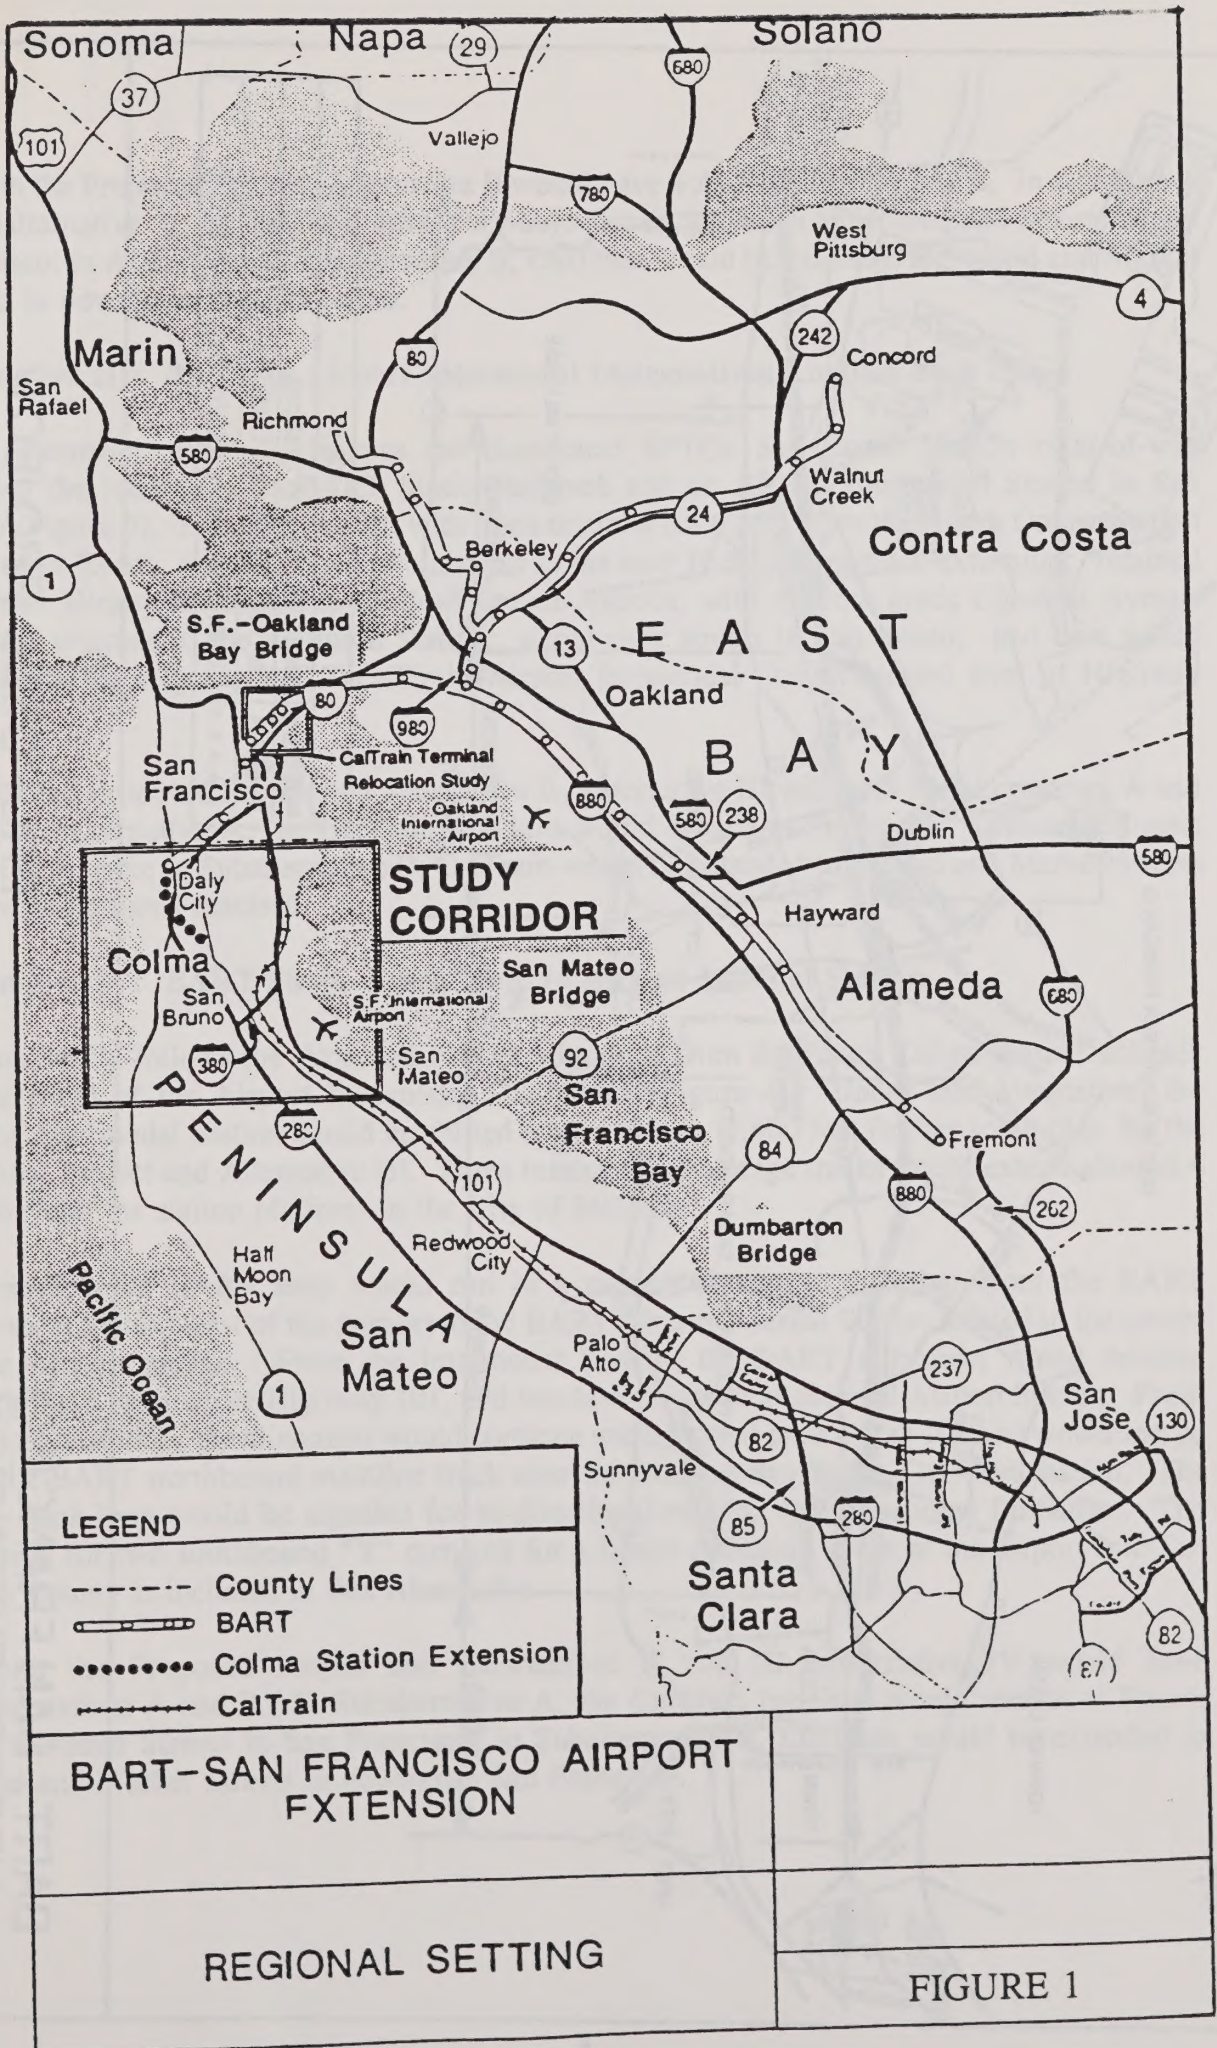 Sonoma
Napa
29
Solano
680
37
101
Vallejo
780
West
Pittsburg
4
242
Concord
Marin
San
Rafael
80
Richmond
580
Walnut
Creek
24
Contra Costa
Berkeley
1
S.F.-Oakland
Bay Bridge
EAST
13
Oakland
80
980
BAY
CalTrain Terminal
Relocation Study
San
Francisco
Oakland
International
Airport
880
580
238
Dublin
580
STUDY
CORRIDOR
Daly
City
Hayward
Colma
San Mateo
Bridge
Alameda
680
San
Bruno
S.F. International
Airport
380
San
Mateo
92
San
Francisco
Bay
PENINSULA
280
84
Fremont
101
880
262
Dumbarton
Bridge
Redwood
City
Half
Moon
Bay
Pacific Ocean
San
Mateo
Palo
Alto
237
1
San
Jose
130
82
Sunnyvale
85
280
Santa
Clara
82
87
LEGEND
County Lines
BART
Colma Station Extension
CalTrain
BART-SAN FRANCISCO AIRPORT
FXTENSION
REGIONAL SETTING
FIGURE 1